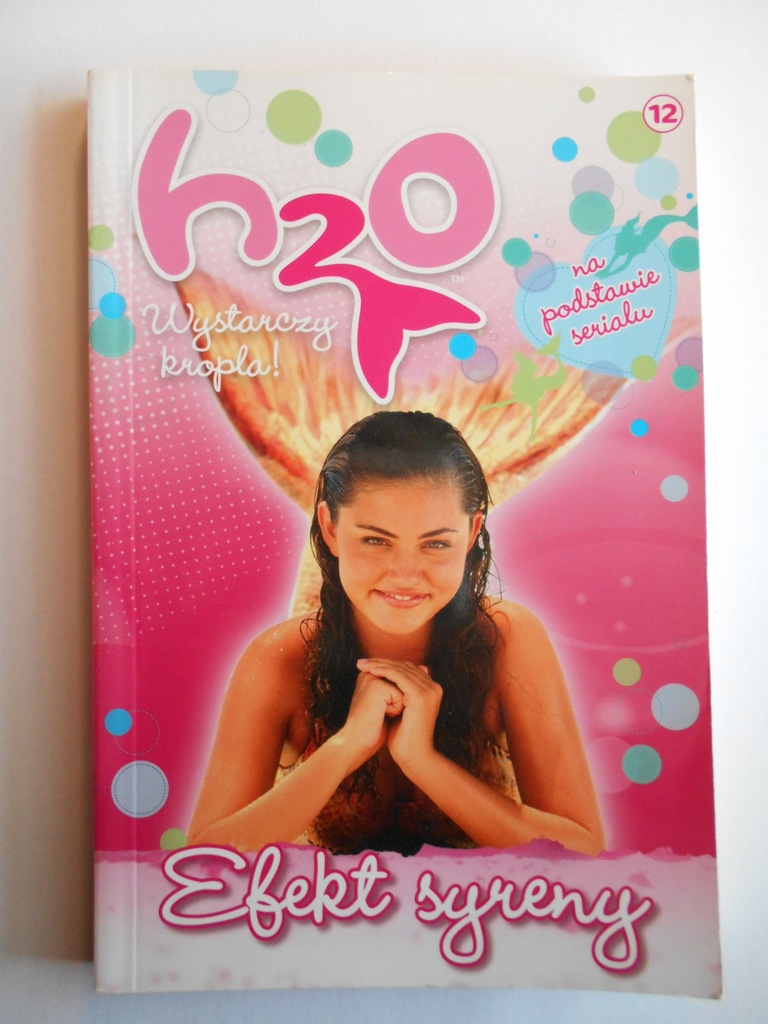 12
h2O
TM
Wystarczy
kropla!
na
podstawie
serialu
Efekt syreny